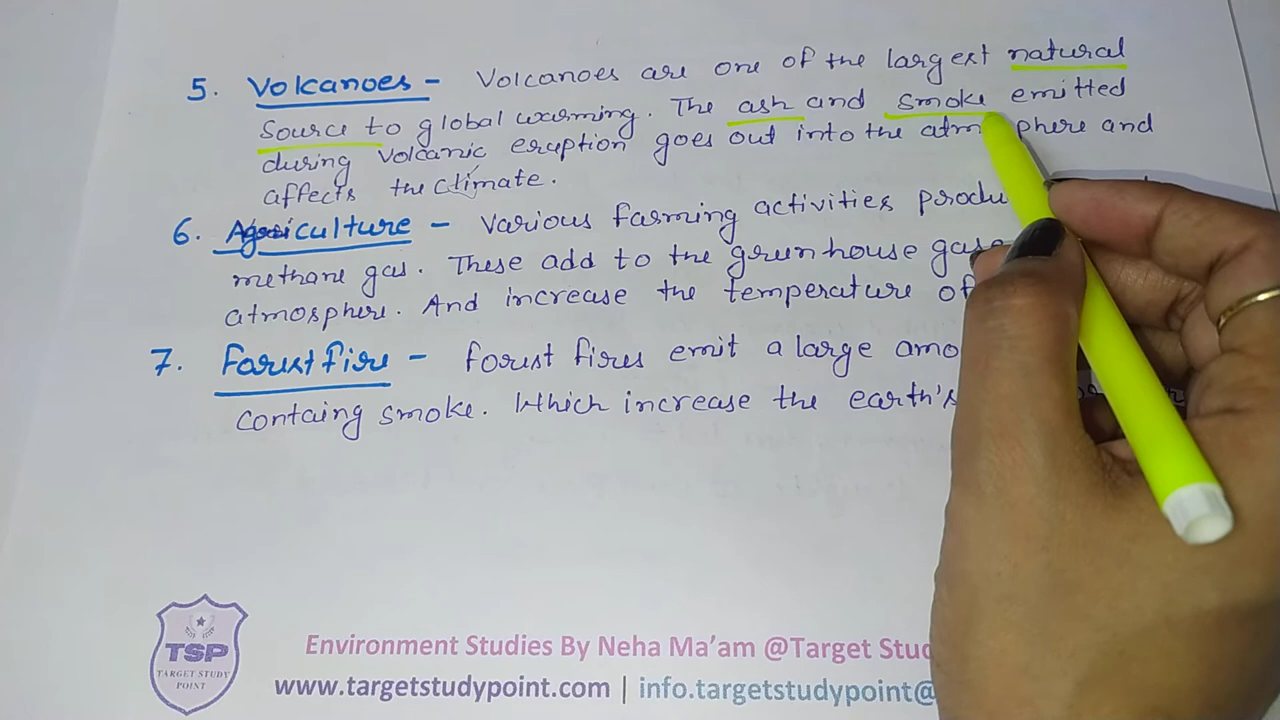 5. Volcanoes - Volcanoes are one of the largest natural
Source to global warming. The ash and smoke emitted
during Volcanic eruption goes out into the atm phere and
affects the climate.
6. Agriculture - Various farming activities produ
methane gas. These add to the greenhouse gase
atmosphere. And increase the temperature of
7. Forest fire - forest fires emit a large amo
Containg smoke. Which increase the earth's
TSP
TARGET STUDY
POINT
Environment Studies By Neha Ma'am @Target Stud
www.targetstudypoint.com | info.targetstudypoint@